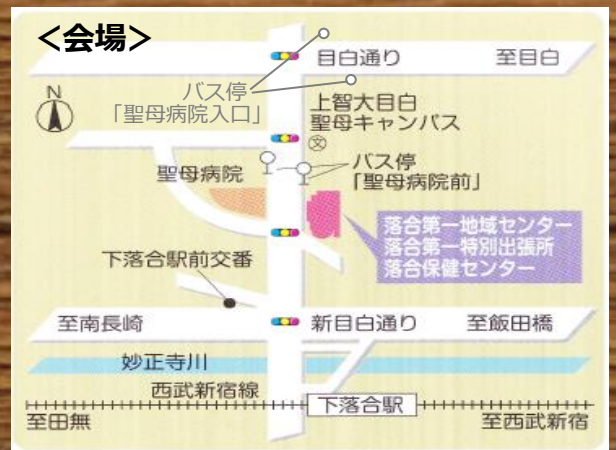 <会場>
目白通り
至目白
バス停
「聖母病院入口」
N
上智大目白
聖母キャンパス
文
聖母病院
バス停
「聖母病院前」
落合第一地域センター
落合第一特別出張所
落合保健センター
下落合駅前交番
至南長崎
新目白通り
至飯田橋
妙正寺川
西武新宿線
下落合駅
至田無
至西武新宿